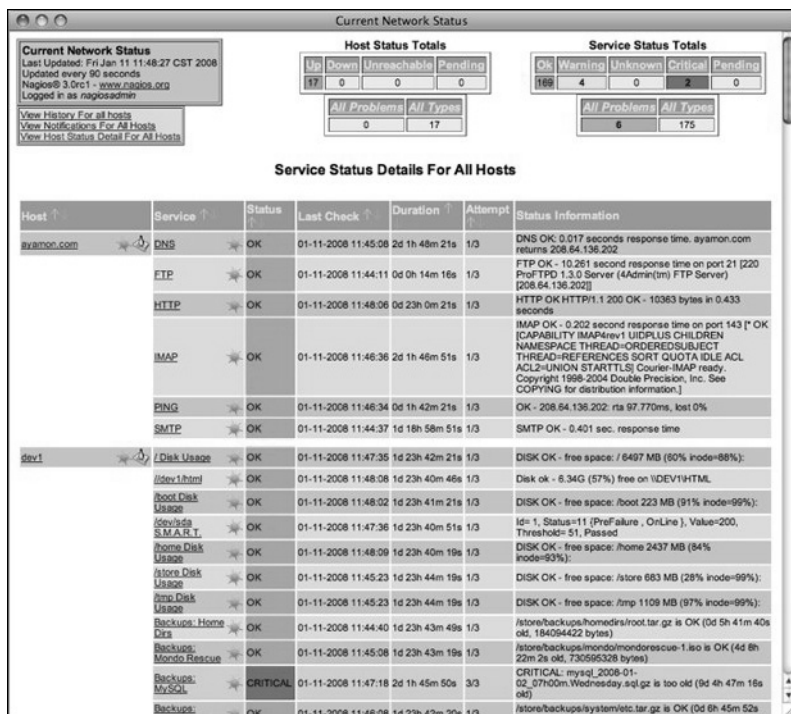 Current Network Status
Current Network Status
Last Updated: Fri Jan 11 11:48:27 CST 2008
Updated every 90 seconds
Nagios® 3.0rc1 - www.nagios.org
Logged in as nagiosadmin
View History For all hosts
View Notifications For All Hosts
View Host Status Detail For All Hosts
Host Status Totals
Up Down Unreachable Pending
17 0 0 0
All Problems All Types
0 17
Service Status Totals
Ok Warning Unknown Critical Pending
169 4 0 2 0
All Problems All Types
6 175
Service Status Details For All Hosts
Host Service Status Last Check Duration Attempt Status Information
ayamon.com DNS OK 01-11-2008 11:45:08 2d 1h 48m 21s 1/3 DNS OK: 0.017 seconds response time. ayamon.com
returns 208.64.136.202
FTP OK 01-11-2008 11:44:11 0d 0h 14m 16s 1/3 FTP OK - 10.261 second response time on port 21 [220
ProFTPD 1.3.0 Server (4Admin(tm) FTP Server)
[208.64.136.202]]
HTTP OK 01-11-2008 11:48:06 0d 23h 0m 21s 1/3 HTTP OK HTTP/1.1 200 OK - 10363 bytes in 0.433
seconds
IMAP OK 01-11-2008 11:46:36 2d 1h 46m 51s 1/3 IMAP OK - 0.202 second response time on port 143 [* OK
[CAPABILITY IMAP4rev1 UIDPLUS CHILDREN
NAMESPACE THREAD=ORDEREDSUBJECT
THREAD=REFERENCES SORT QUOTA IDLE ACL
ACL2=UNION STARTTLS] Courier-IMAP ready.
Copyright 1998-2004 Double Precision, Inc. See
COPYING for distribution information.]
PING OK 01-11-2008 11:46:34 0d 1h 42m 21s 1/3 OK - 208.64.136.202: rta 97.770ms, lost 0%
SMTP OK 01-11-2008 11:44:37 1d 18h 58m 51s 1/3 SMTP OK - 0.401 sec. response time
dev1 / Disk Usage OK 01-11-2008 11:47:35 1d 23h 42m 21s 1/3 DISK OK - free space: / 6497 MB (60% inode=88%):
//dev1/html OK 01-11-2008 11:48:08 1d 23h 40m 46s 1/3 Disk ok - 6.34G (57%) free on \\DEV1\HTML
/boot Disk
Usage OK 01-11-2008 11:48:02 1d 23h 41m 21s 1/3 DISK OK - free space: /boot 223 MB (91% inode=99%):
/dev/sda
S.M.A.R.T. OK 01-11-2008 11:47:36 1d 23h 40m 51s 1/3 Id= 1, Status=11 {PreFailure , OnLine }, Value=200,
Threshold= 51, Passed
/home Disk
Usage OK 01-11-2008 11:48:09 1d 23h 40m 19s 1/3 DISK OK - free space: /home 2437 MB (84%
inode=93%):
/store Disk
Usage OK 01-11-2008 11:45:23 1d 23h 44m 19s 1/3 DISK OK - free space: /store 683 MB (28% inode=99%):
/tmp Disk
Usage OK 01-11-2008 11:45:23 1d 23h 44m 19s 1/3 DISK OK - free space: /tmp 1109 MB (97% inode=99%):
Backups: Home
Dirs OK 01-11-2008 11:44:40 1d 23h 43m 49s 1/3 /store/backups/homedirs/root.tar.gz is OK (0d 5h 41m 40s
old, 184094422 bytes)
Backups:
Mondo Rescue OK 01-11-2008 11:45:08 1d 23h 43m 19s 1/3 /store/backups/mondo/mondorescue-1.iso is OK (4d 8h
22m 2s old, 730595328 bytes)
Backups:
MySQL CRITICAL 01-11-2008 11:47:18 2d 1h 45m 50s 3/3 CRITICAL: mysql_2008-01-
02_07h00m.Wednesday.sql.gz is too old (9d 4h 47m 16s
old)
Backups: OK 01-11-2008 11:46:08 1d 23h 42m 20s 1/3 /store/backups/system/etc.tar.gz is OK (0d 6h 45m 52s